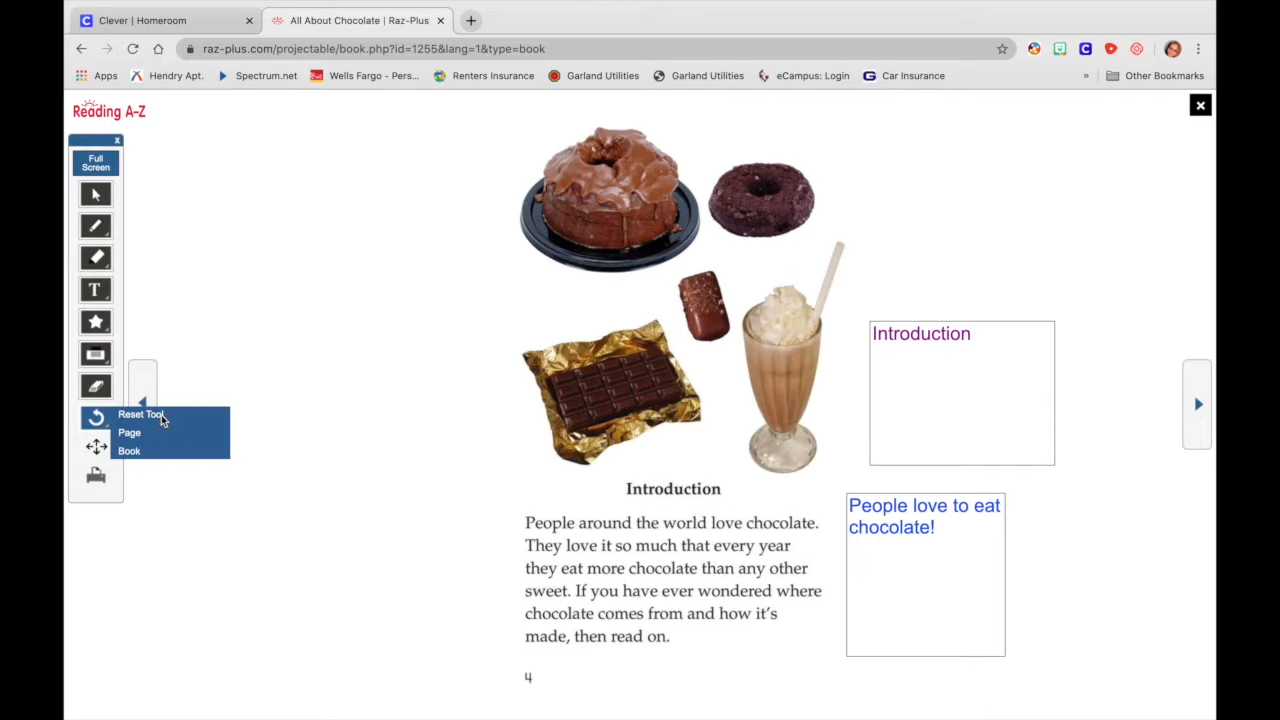 Clever | Homeroom
All About Chocolate | Raz-Plus
raz-plus.com/projectable/book.php?id=1255&lang=1&type=book
Apps
Hendry Apt.
Spectrum.net
Wells Fargo - Pers...
Renters Insurance
Garland Utilities
Garland Utilities
eCampus: Login
Car Insurance
»
Other Bookmarks
Reading A-Z
Full
Screen
T
Reset Tool
Page
Book
Introduction
People love to eat
chocolate!
Introduction
People around the world love chocolate.
They love it so much that every year
they eat more chocolate than any other
sweet. If you have ever wondered where
chocolate comes from and how it's
made, then read on.
4